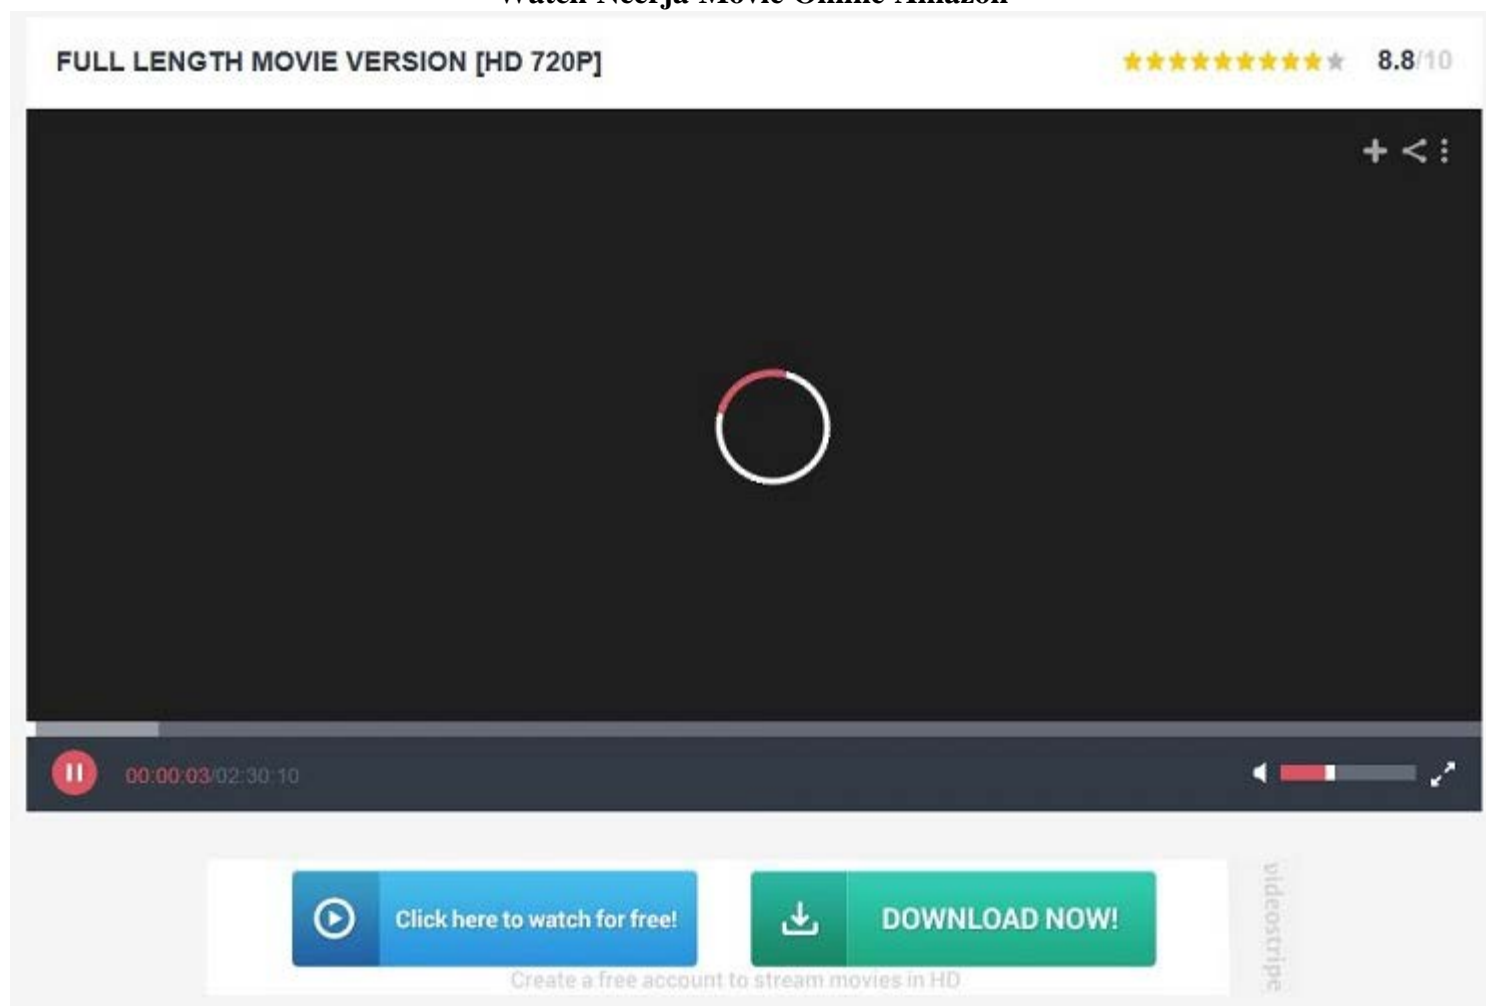 Watch Neerja Movie Online Amazon
FULL LENGTH MOVIE VERSION [HD 720P]
8.8/10
00:00:03/02:30:10
Click here to watch for free!
DOWNLOAD NOW!
Create a free account to stream movies in HD
videostripe